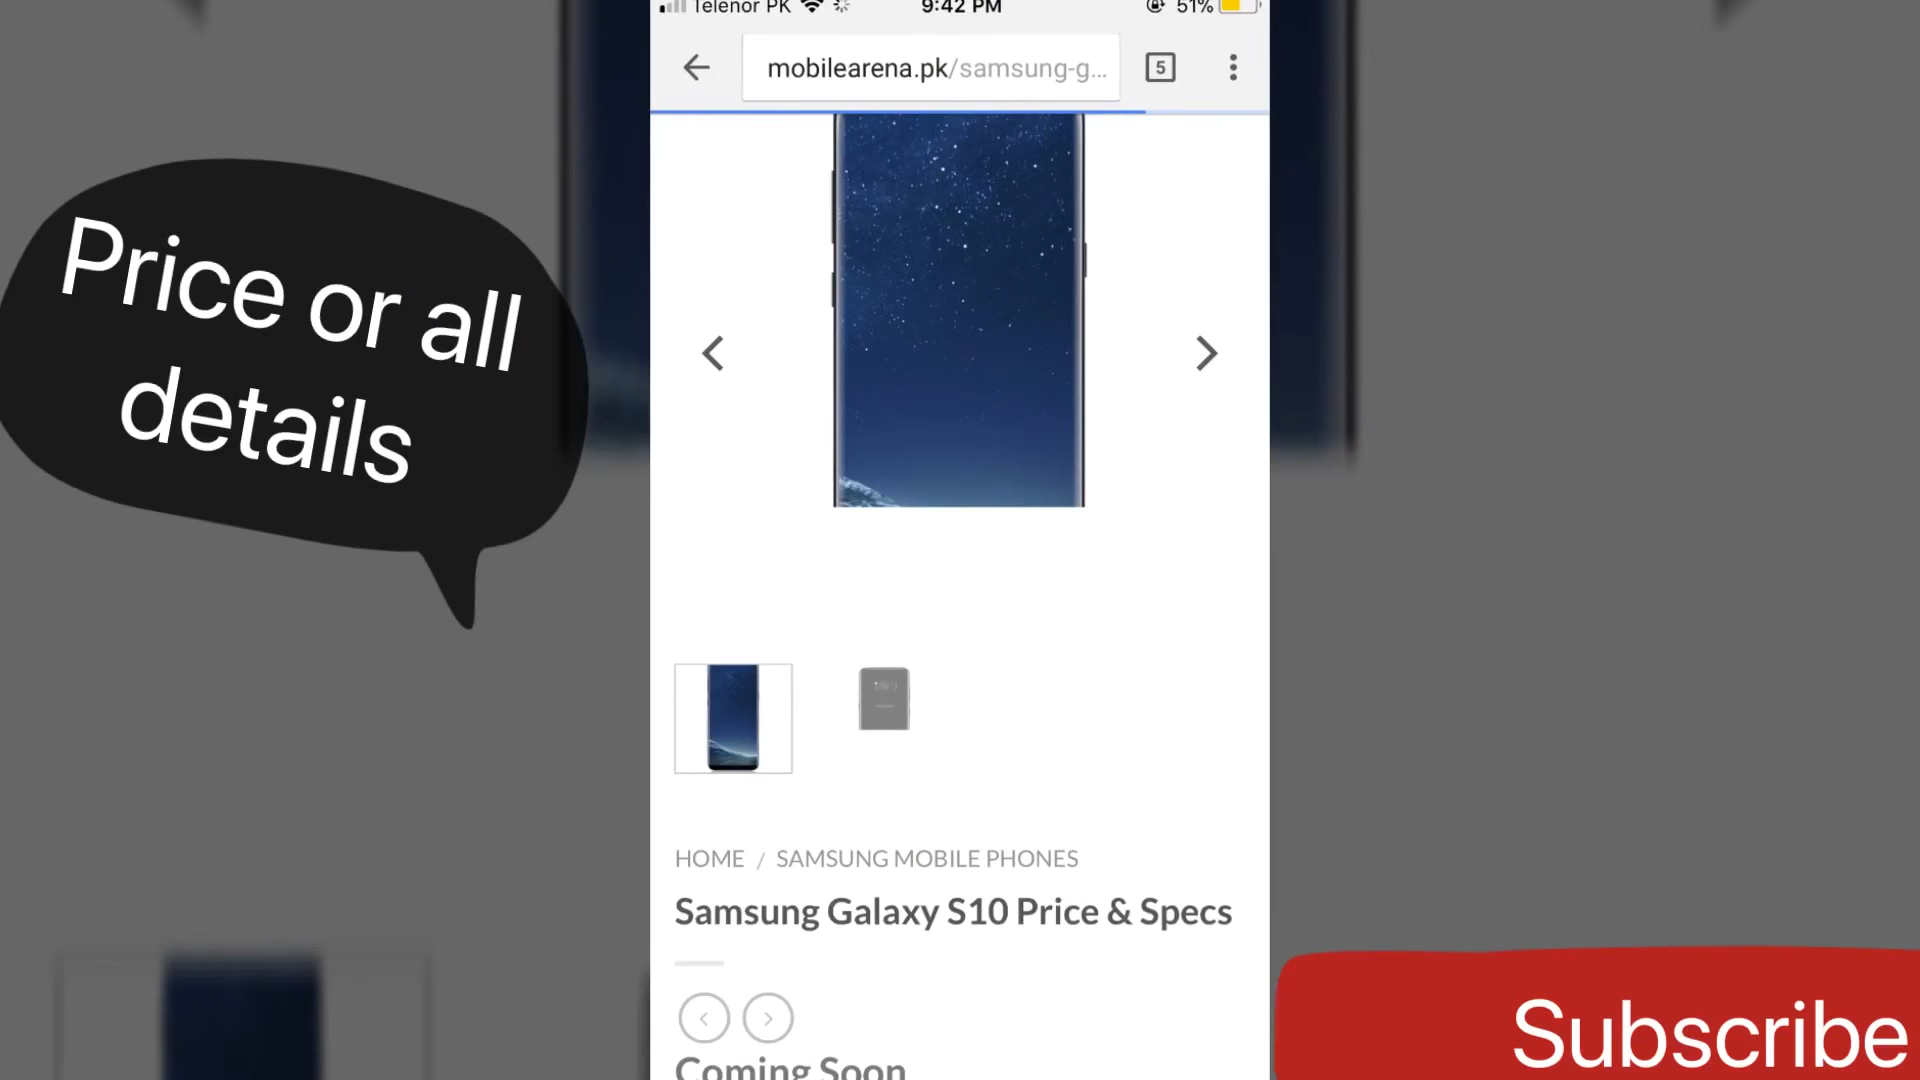 Telenor PK 9:42 PM 51%
mobilearena.pk/samsung-g... 5
Price or all
details
HOME / SAMSUNG MOBILE PHONES
Samsung Galaxy S10 Price & Specs
Coming Soon
Subscribe